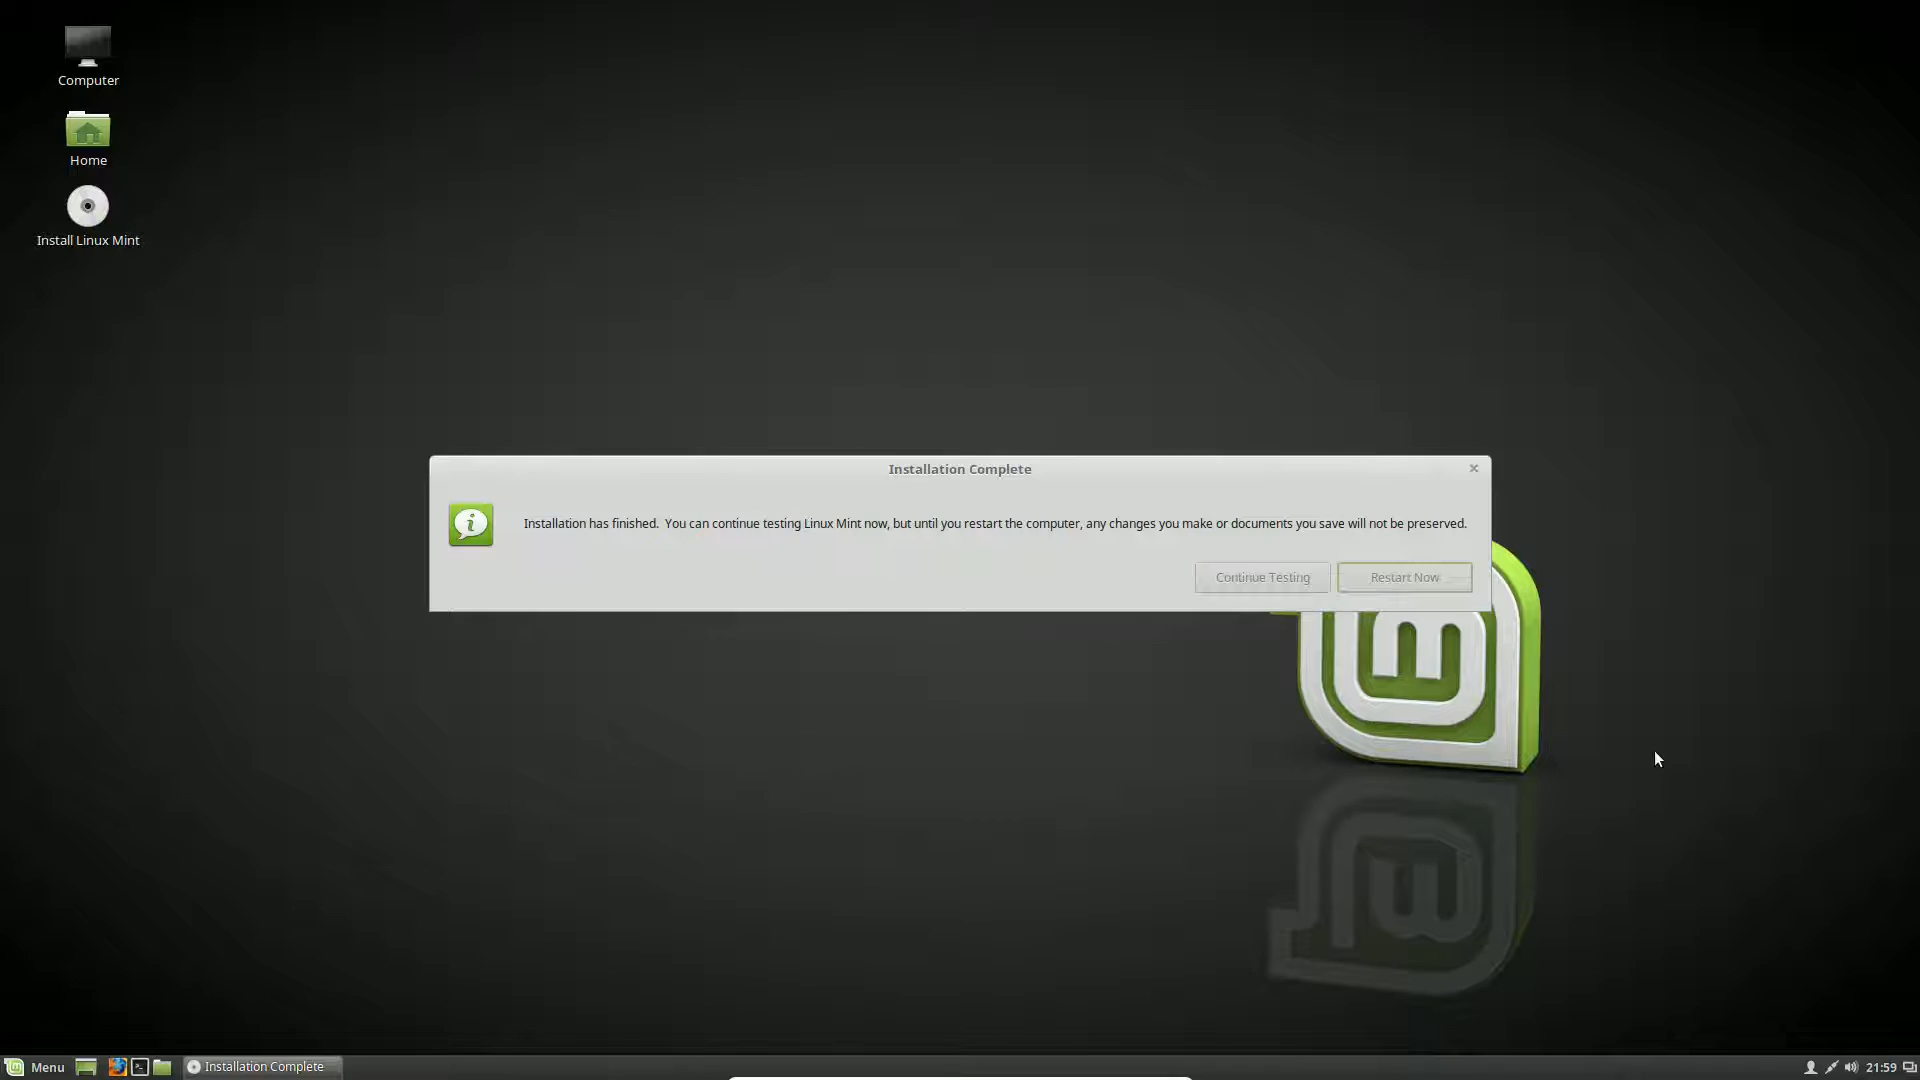 Computer
Home
Install Linux Mint
Installation Complete
Installation has finished.  You can continue testing Linux Mint now, but until you restart the computer, any changes you make or documents you save will not be preserved.
Continue Testing
Restart Now
Menu
Installation Complete
21:59